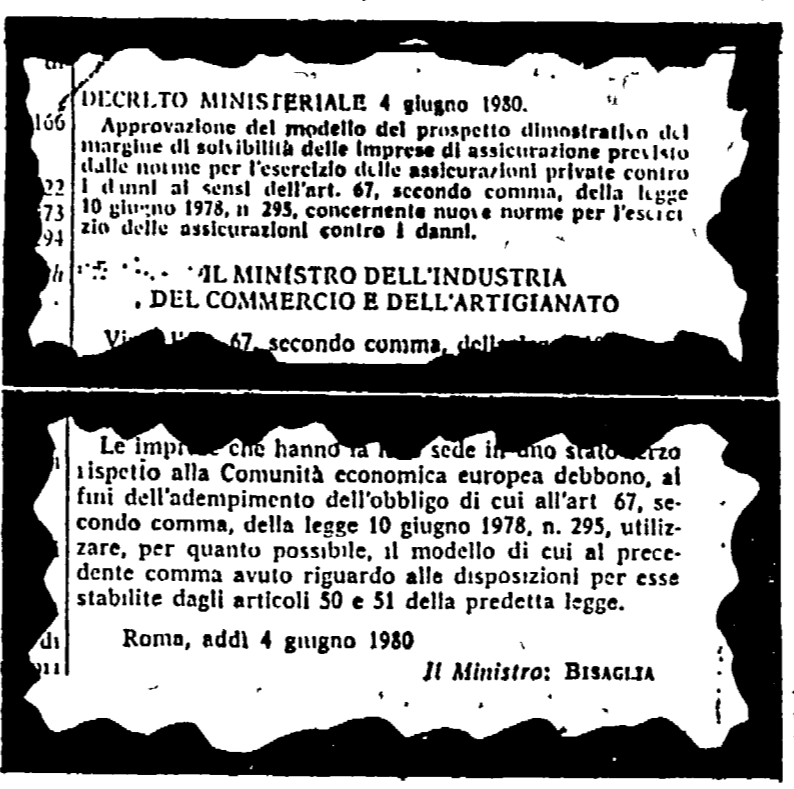 di
DECRETO MINISTERIALE 4 giugno 1980.
166
Approvazione del modello del prospetto dimostrativo del
margine di solvibilità delle imprese di assicurazione previsto
dalle norme per l'esercizio delle assicurazioni private contro
22
i danni ai sensi dell'art. 67, secondo comma, della legge
73
10 giugno 1978, n 295, concernente nuove norme per l'eserci
294
zio delle assicurazioni contro i danni.
h
IL MINISTRO DELL'INDUSTRIA
DEL COMMERCIO E DELL'ARTIGIANATO
67, secondo comma,
Le imprese che hanno la sede in uno stato terzo
rispetto alla Comunità economica europea debbono, ai
fini dell'adempimento dell'obbligo di cui all'art 67, se-
condo comma, della legge 10 giugno 1978, n. 295, utiliz-
zare, per quanto possibile, il modello di cui al prece-
dente comma avuto riguardo alle disposizioni per esse
stabilite dagli articoli 50 e 51 della predetta legge.
di
Roma, addì 4 giugno 1980
Il Ministro: BISAGLIA